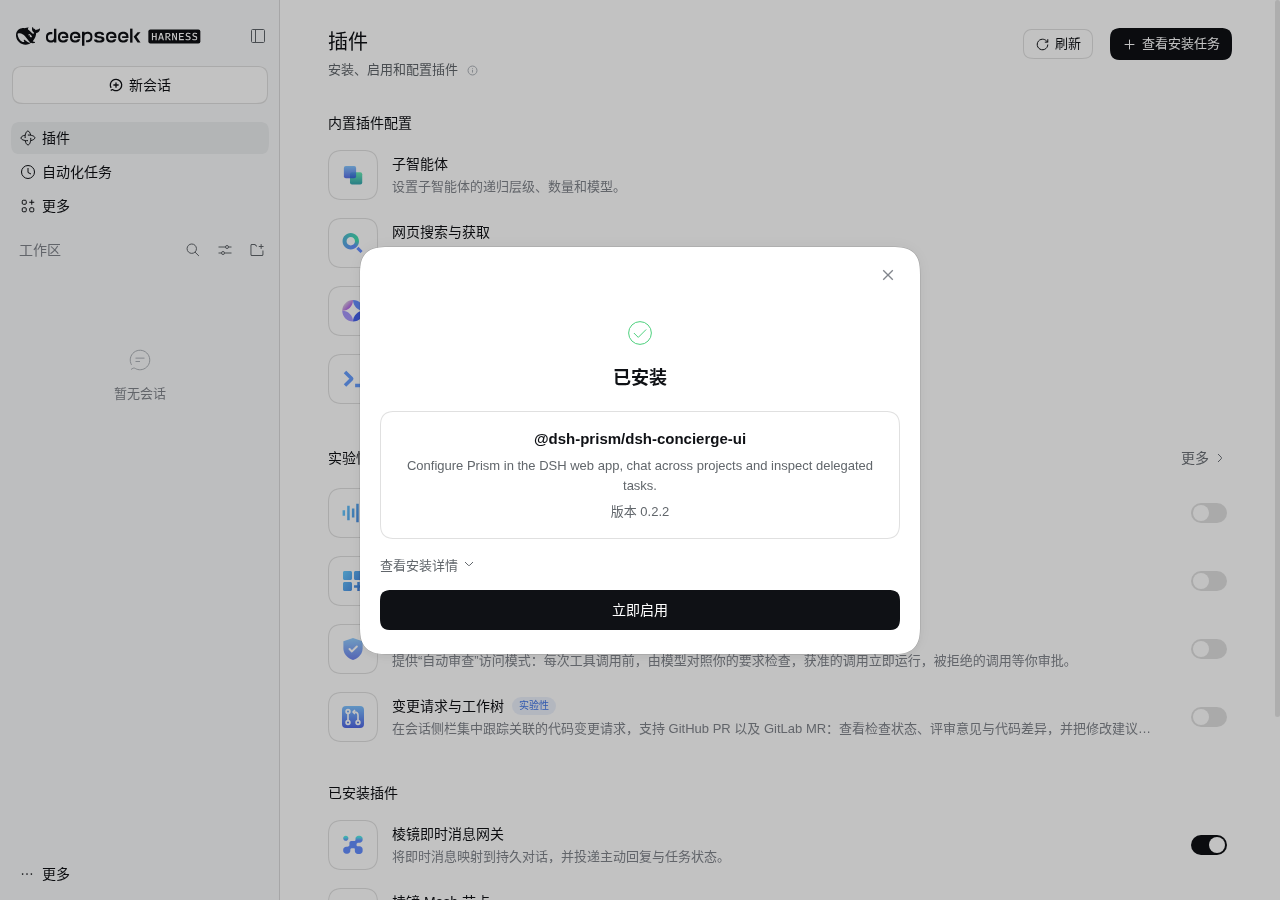 deepseek HARNESS
新会话
插件
自动化任务
更多
工作区
暂无会话
更多
插件
安装、启用和配置插件
刷新
查看安装任务
内置插件配置
子智能体
设置子智能体的递归层级、数量和模型。
网页搜索与获取
已安装
@dsh-prism/dsh-concierge-ui
Configure Prism in the DSH web app, chat across projects and inspect delegated
tasks.
版本 0.2.2
查看安装详情
立即启用
更多
提供“自动审查”访问模式：每次工具调用前，由模型对照你的要求检查，获准的调用立即运行，被拒绝的调用等你审批。
变更请求与工作树 实验性
在会话侧栏集中跟踪关联的代码变更请求，支持 GitHub PR 以及 GitLab MR：查看检查状态、评审意见与代码差异，并把修改建议…
已安装插件
棱镜即时消息网关
将即时消息映射到持久对话，并投递主动回复与任务状态。